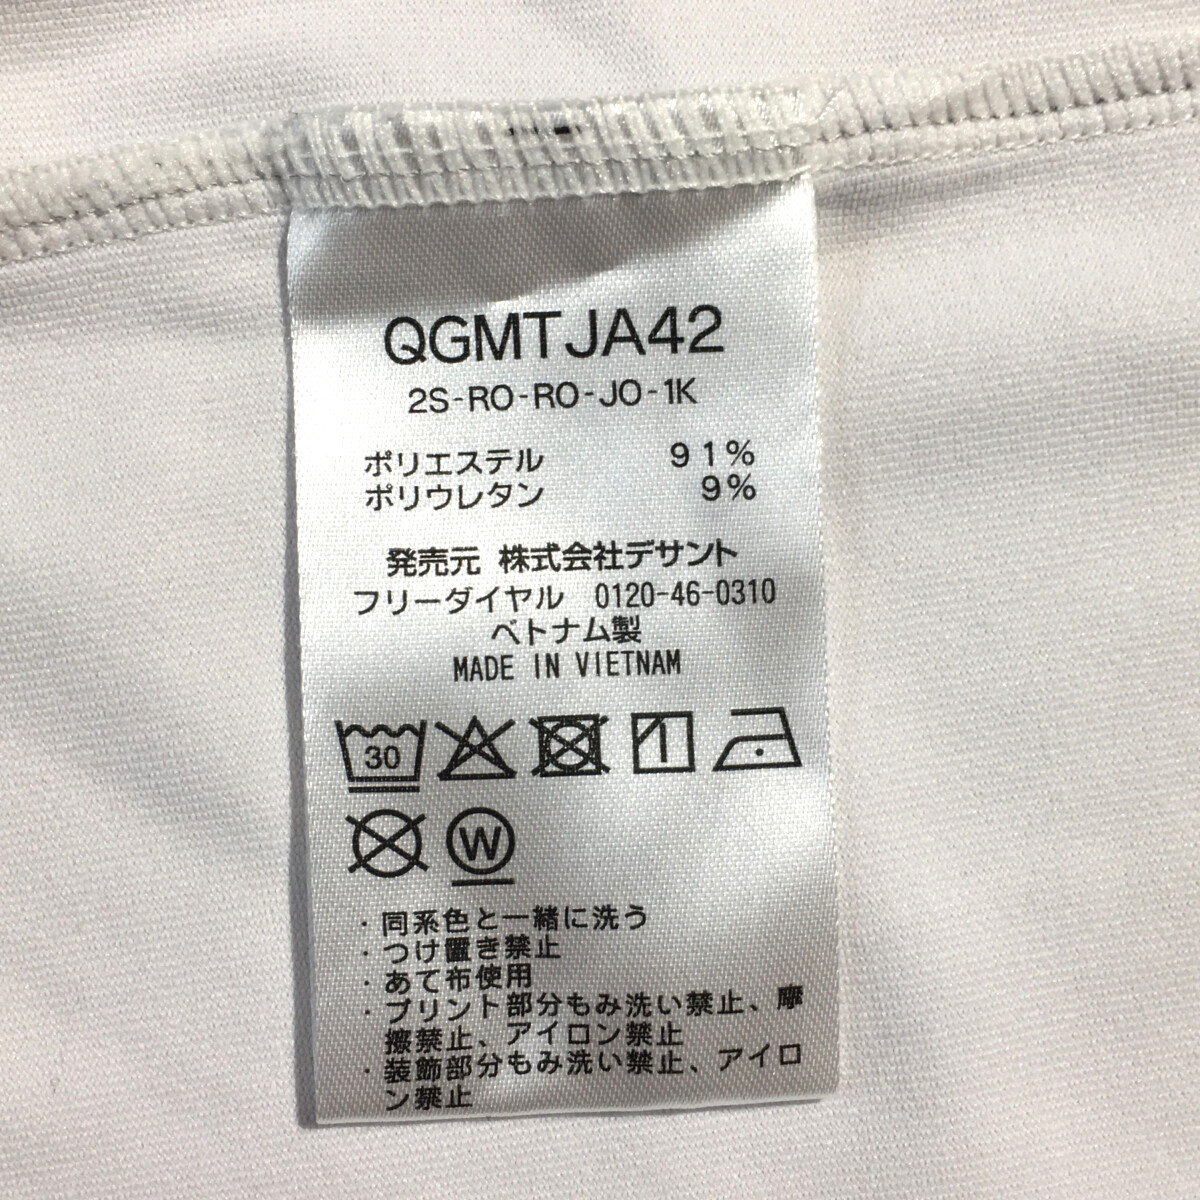 QGMTJA42
2S-RO-RO-JO-1K
ポリエステル 91%
ポリウレタン 9%
発売元 株式会社デサント
フリーダイヤル 0120-46-0310
ベトナム製
MADE IN VIETNAM
30
W
・同系色と一緒に洗う
・つけ置き禁止
・あて布使用
・プリント部分もみ洗い禁止、摩
擦禁止、アイロン禁止
・装飾部分もみ洗い禁止、アイロ
ン禁止